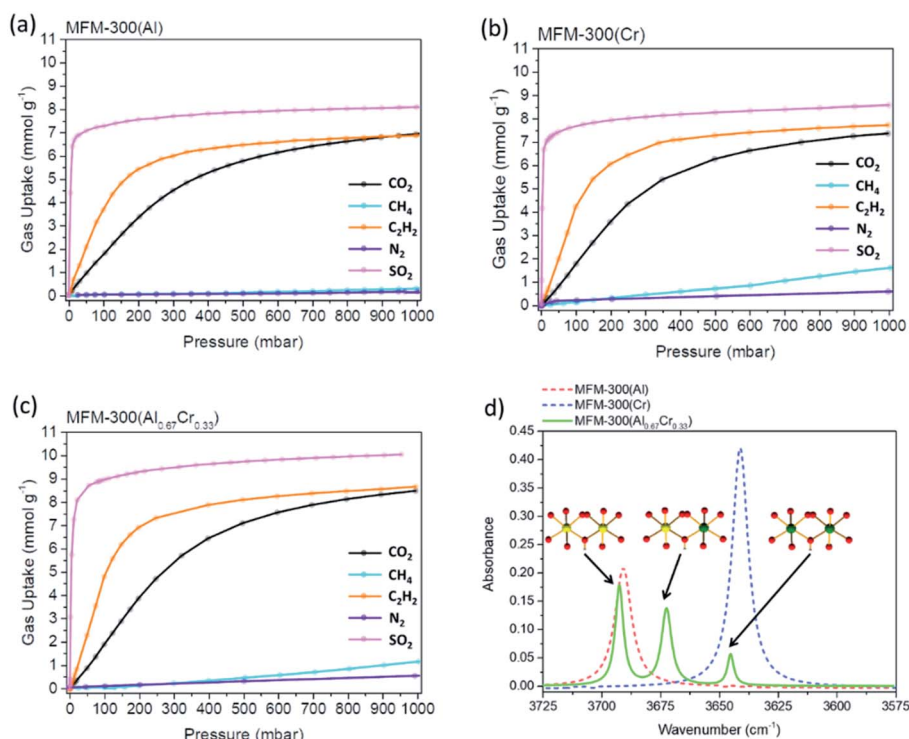 (a)
MFM-300(Al)
11
10
9
8
7
6
5
4
3
2
1
0
Gas Uptake (mmol g⁻¹)
CO₂
CH₄
C₂H₂
N₂
SO₂
0 100 200 300 400 500 600 700 800 900 1000
Pressure (mbar)
(b)
MFM-300(Cr)
11
10
9
8
7
6
5
4
3
2
1
0
Gas Uptake (mmol g⁻¹)
CO₂
CH₄
C₂H₂
N₂
SO₂
0 100 200 300 400 500 600 700 800 900 1000
Pressure (mbar)
(c)
MFM-300(Al₀.₆₇Cr₀.₃₃)
11
10
9
8
7
6
5
4
3
2
1
0
Gas Uptake (mmol g⁻¹)
CO₂
CH₄
C₂H₂
N₂
SO₂
0 100 200 300 400 500 600 700 800 900 1000
Pressure (mbar)
d)
MFM-300(Al)
MFM-300(Cr)
MFM-300(Al₀.₆₇Cr₀.₃₃)
0.45
0.40
0.35
0.30
0.25
0.20
0.15
0.10
0.05
0.00
Absorbance
3725 3700 3675 3650 3625 3600 3575
Wavenumber (cm⁻¹)